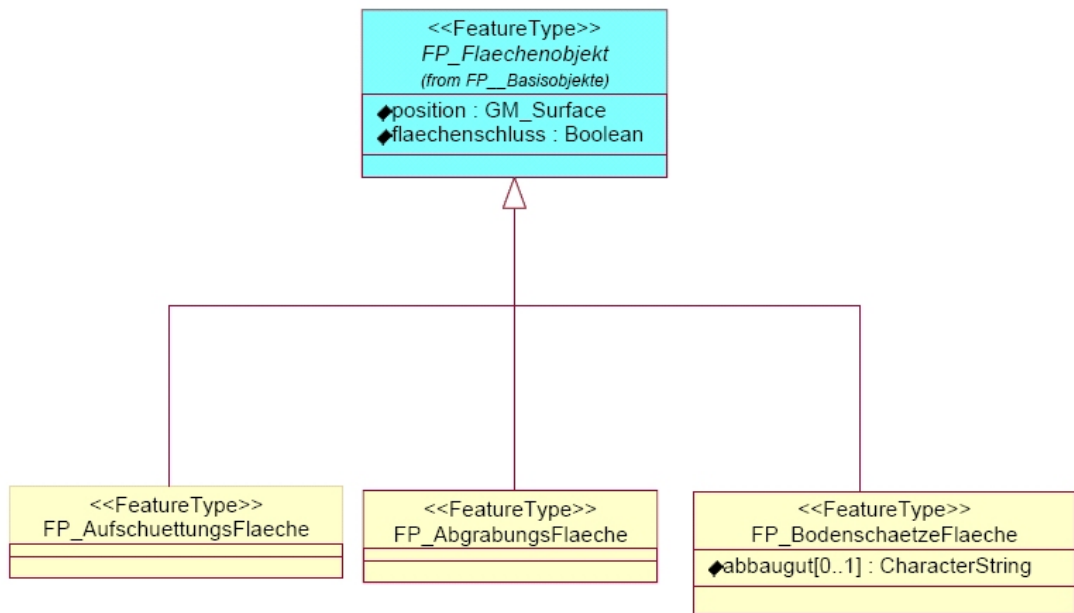 <<FeatureType>>
FP_Flaechenobjekt
(from FP__Basisobjekte)
position : GM_Surface
flaechenschluss : Boolean
<<FeatureType>>
FP_AufschuettungsFlaeche
<<FeatureType>>
FP_AbgrabungsFlaeche
<<FeatureType>>
FP_BodenschaetzeFlaeche
abbaugut[0..1] : CharacterString